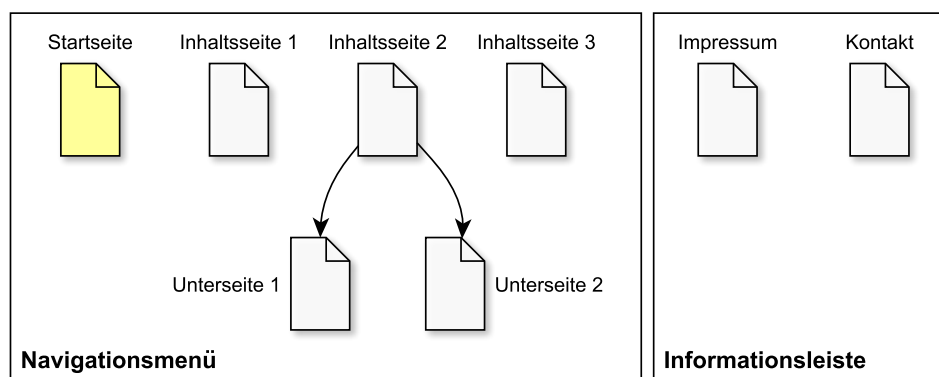 Startseite
Inhaltsseite 1
Inhaltsseite 2
Inhaltsseite 3
Unterseite 1
Unterseite 2
Navigationsmenü
Impressum
Kontakt
Informationsleiste